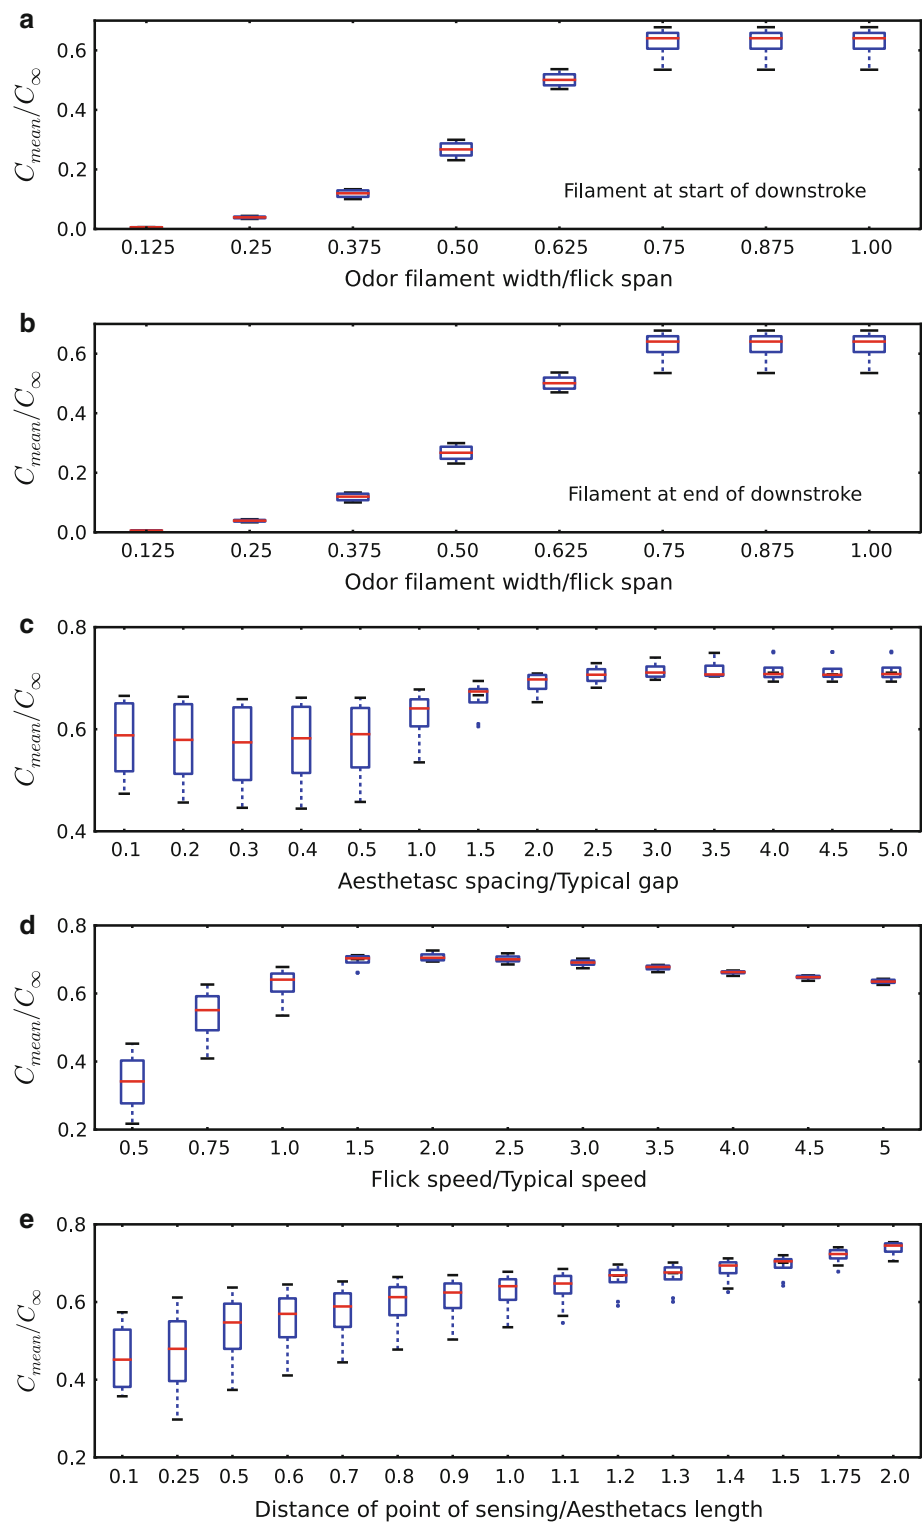 a
C_mean/C_∞
0.6
0.4
0.2
0.0
Filament at start of downstroke
0.125 0.25 0.375 0.50 0.625 0.75 0.875 1.00
Odor filament width/flick span
b
C_mean/C_∞
0.6
0.4
0.2
0.0
Filament at end of downstroke
0.125 0.25 0.375 0.50 0.625 0.75 0.875 1.00
Odor filament width/flick span
c
C_mean/C_∞
0.8
0.6
0.4
0.1 0.2 0.3 0.4 0.5 1.0 1.5 2.0 2.5 3.0 3.5 4.0 4.5 5.0
Aesthetasc spacing/Typical gap
d
C_mean/C_∞
0.8
0.6
0.4
0.2
0.5 0.75 1.0 1.5 2.0 2.5 3.0 3.5 4.0 4.5 5
Flick speed/Typical speed
e
C_mean/C_∞
0.8
0.6
0.4
0.2
0.1 0.25 0.5 0.6 0.7 0.8 0.9 1.0 1.1 1.2 1.3 1.4 1.5 1.75 2.0
Distance of point of sensing/Aesthetacs length